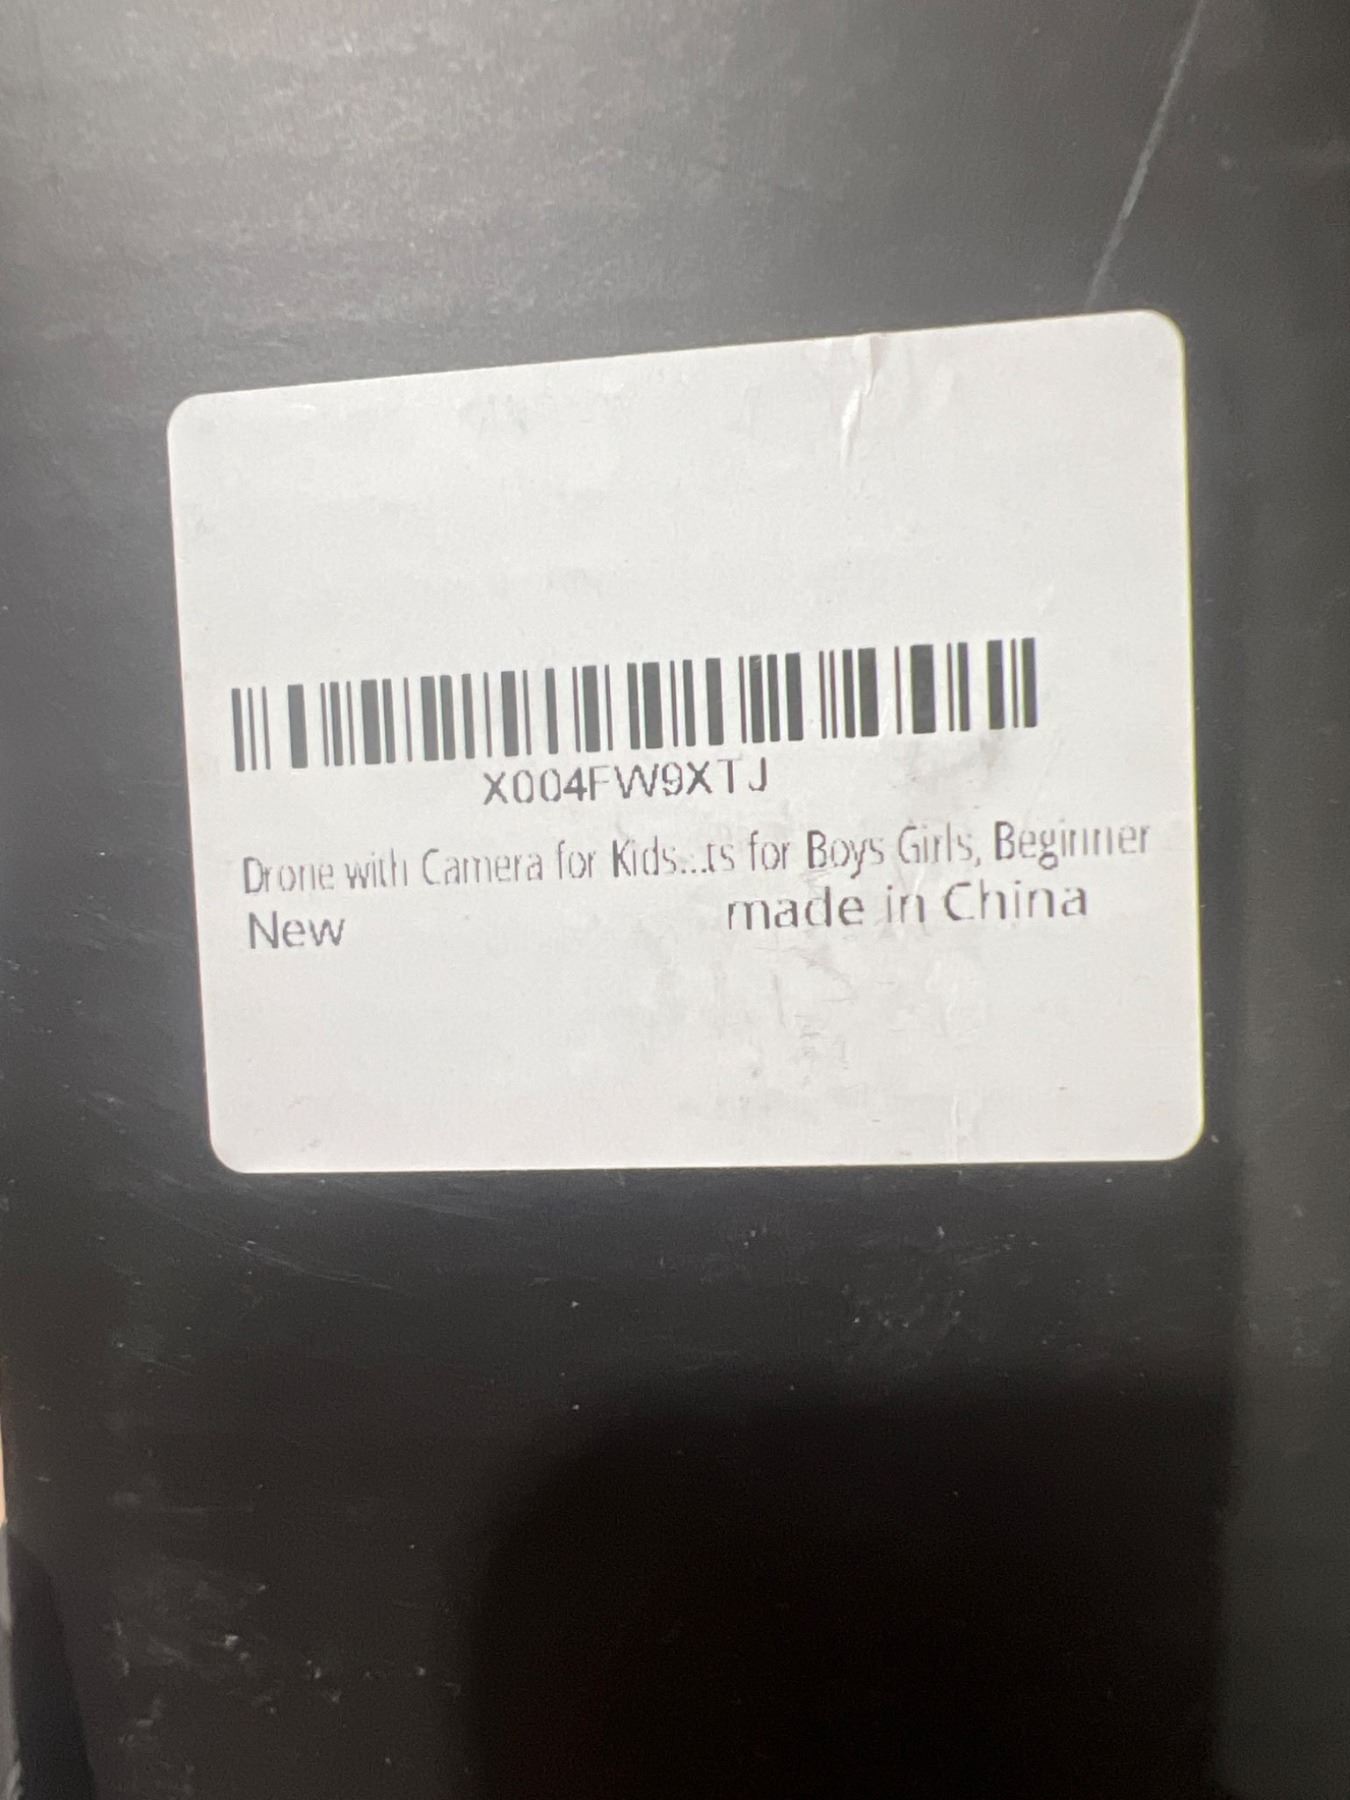 X004FW9XTJ
Drone with Camera for Kids...ts for Boys Girls, Beginner
New
made in China